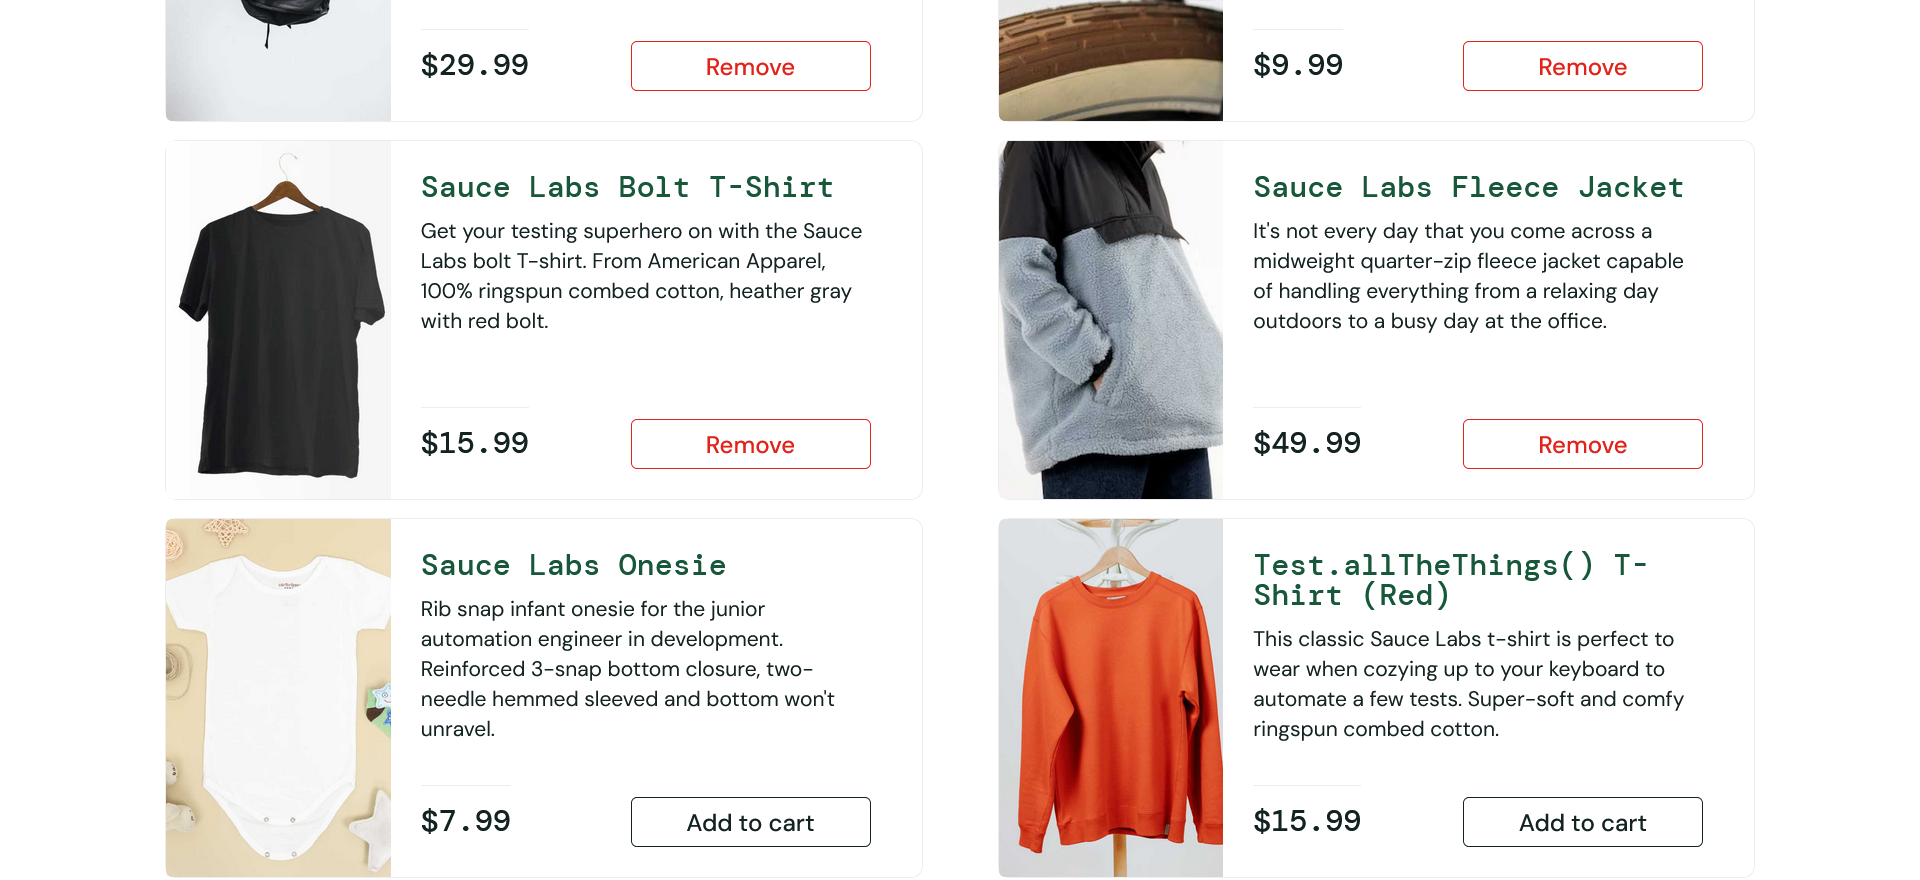 $29.99
Remove
$9.99
Remove
Sauce Labs Bolt T-Shirt
Get your testing superhero on with the Sauce
Labs bolt T-shirt. From American Apparel,
100% ringspun combed cotton, heather gray
with red bolt.
$15.99
Remove
Sauce Labs Fleece Jacket
It's not every day that you come across a
midweight quarter-zip fleece jacket capable
of handling everything from a relaxing day
outdoors to a busy day at the office.
$49.99
Remove
Sauce Labs Onesie
Rib snap infant onesie for the junior
automation engineer in development.
Reinforced 3-snap bottom closure, two-
needle hemmed sleeved and bottom won't
unravel.
$7.99
Add to cart
Test.allTheThings() T-
Shirt (Red)
This classic Sauce Labs t-shirt is perfect to
wear when cozying up to your keyboard to
automate a few tests. Super-soft and comfy
ringspun combed cotton.
$15.99
Add to cart